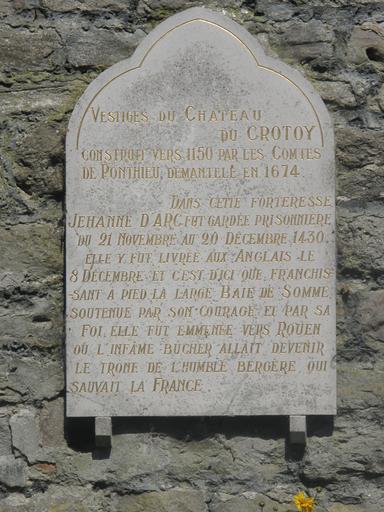 Vestiges du Château
du Crotoy
construit vers 1150 par les Comtes
de Ponthieu, démantelé en 1674.
Dans cette forteresse
Jehanne d'Arc fut gardée prisonnière
du 21 Novembre au 20 Décembre 1430.
Elle y fut livrée aux Anglais le
8 Décembre et c'est d'ici que, franchis-
-sant à pied la large Baie de Somme
soutenue par son courage et par sa
foi, elle fut emmenée vers Rouen
où l'infâme bûcher allait devenir
le trône de l'humble bergère, qui
sauvait la France.